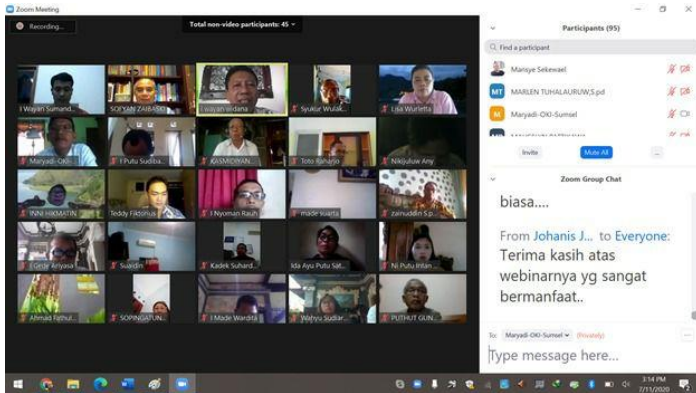 Zoom Meeting
Recording...
Total non-video participants: 45
I Wayan Sumand...
SOFYAN ZAIBASKI
I wayan widana
Syukur Wulak...
Lisa Wurletta
Maryadi-OKI-...
I Putu Sudiba...
KASMIDIYAN
Toto Raharjo
Nikijuluw Any
INNI HIKMATIN
Teddy Fiktorius
I Nyoman Rauh
made suarta
zainuddin S.p...
I Gede Ariyasa
Suaidin
Kadek Suhard...
Ida Ayu Putu Sat...
Ni Putu Intan...
Ahmad Fathul...
SOPINGATUN...
I Made Wardita
Wahyu Sudiar...
PUTHUT GUN...
Participants (95)
Find a participant
Marisye Sekewael
MT MARLEN TUHALAURUW,S.pd
M Maryadi-OKI-Sumsel
Invite
Mute All
...
Zoom Group Chat
biasa....
From Johanis J... to Everyone:
Terima kasih atas
webinarnya yg sangat
bermanfaat..
To: Maryadi-OKI-Sumsel (Privately)
...
Type message here...
3:14 PM
7/11/2020